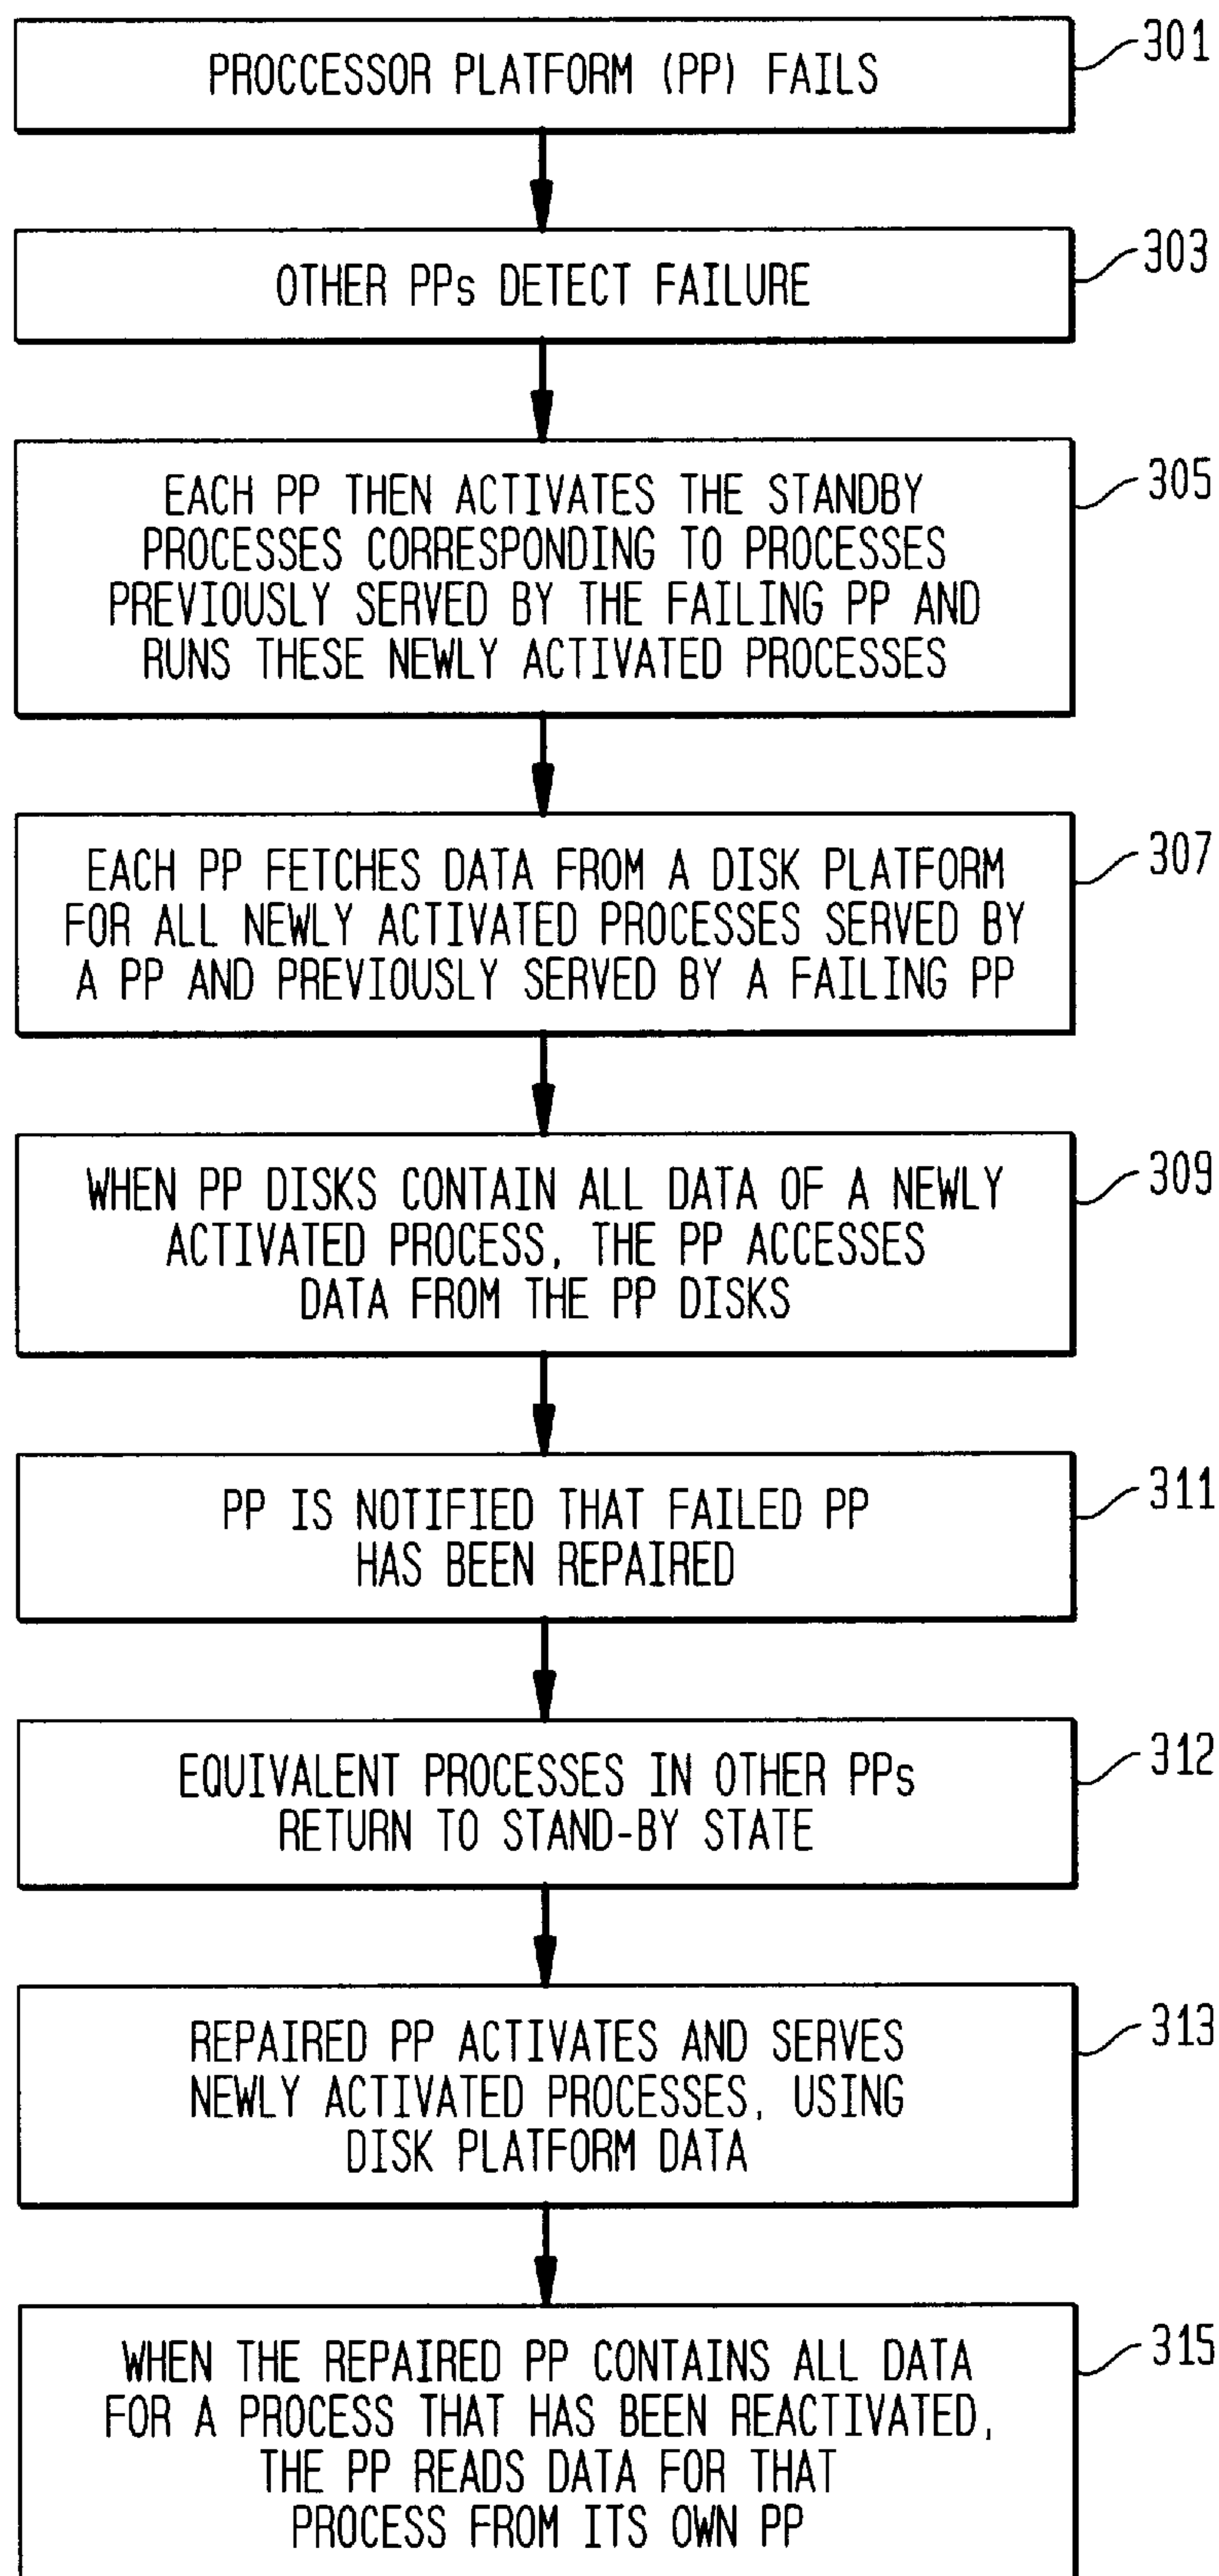 PROCCESSOR PLATFORM (PP) FAILS
301
OTHER PPs DETECT FAILURE
303
EACH PP THEN ACTIVATES THE STANDBY
PROCESSES CORRESPONDING TO PROCESSES
PREVIOUSLY SERVED BY THE FAILING PP AND
RUNS THESE NEWLY ACTIVATED PROCESSES
305
EACH PP FETCHES DATA FROM A DISK PLATFORM
FOR ALL NEWLY ACTIVATED PROCESSES SERVED BY
A PP AND PREVIOUSLY SERVED BY A FAILING PP
307
WHEN PP DISKS CONTAIN ALL DATA OF A NEWLY
ACTIVATED PROCESS, THE PP ACCESSES
DATA FROM THE PP DISKS
309
PP IS NOTIFIED THAT FAILED PP
HAS BEEN REPAIRED
311
EQUIVALENT PROCESSES IN OTHER PPs
RETURN TO STAND-BY STATE
312
REPAIRED PP ACTIVATES AND SERVES
NEWLY ACTIVATED PROCESSES, USING
DISK PLATFORM DATA
313
WHEN THE REPAIRED PP CONTAINS ALL DATA
FOR A PROCESS THAT HAS BEEN REACTIVATED,
THE PP READS DATA FOR THAT
PROCESS FROM ITS OWN PP
315